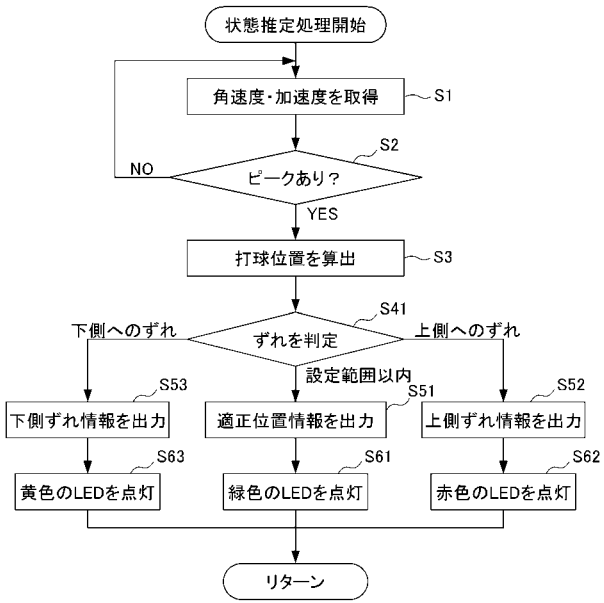 状態推定処理開始
角速度・加速度を取得
S1
S2
NO
ピークあり？
YES
打球位置を算出
S3
S41
下側へのずれ
ずれを判定
上側へのずれ
設定範囲以内
S53
S51
S52
下側ずれ情報を出力
適正位置情報を出力
上側ずれ情報を出力
S63
S61
S62
黄色のLEDを点灯
緑色のLEDを点灯
赤色のLEDを点灯
リターン